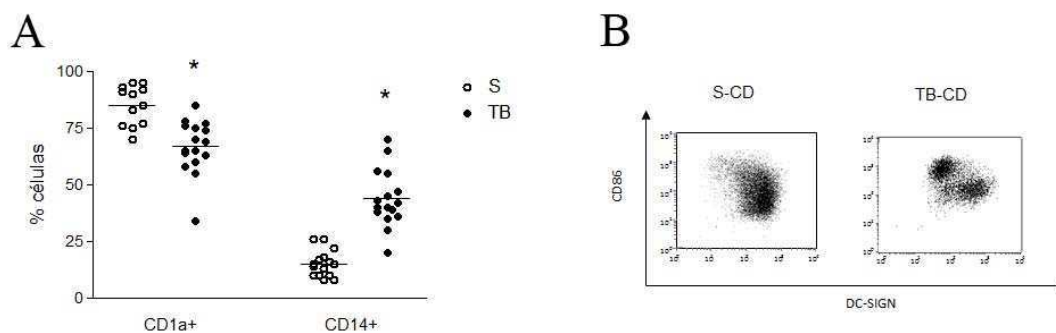 A
B
*
*
S
TB
100
75
50
25
0
% células
CD1a+
CD14+
S-CD
TB-CD
CD86
DC-SIGN